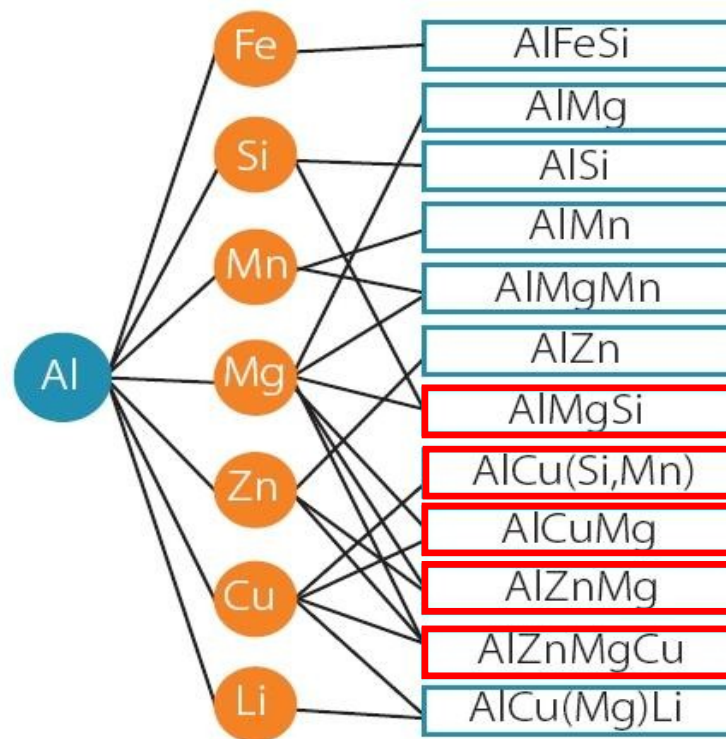 Al
Fe
Si
Mn
Mg
Zn
Cu
Li
AlFeSi
AlMg
AlSi
AlMn
AlMgMn
AlZn
AlMgSi
AlCu(Si,Mn)
AlCuMg
AlZnMg
AlZnMgCu
AlCu(Mg)Li